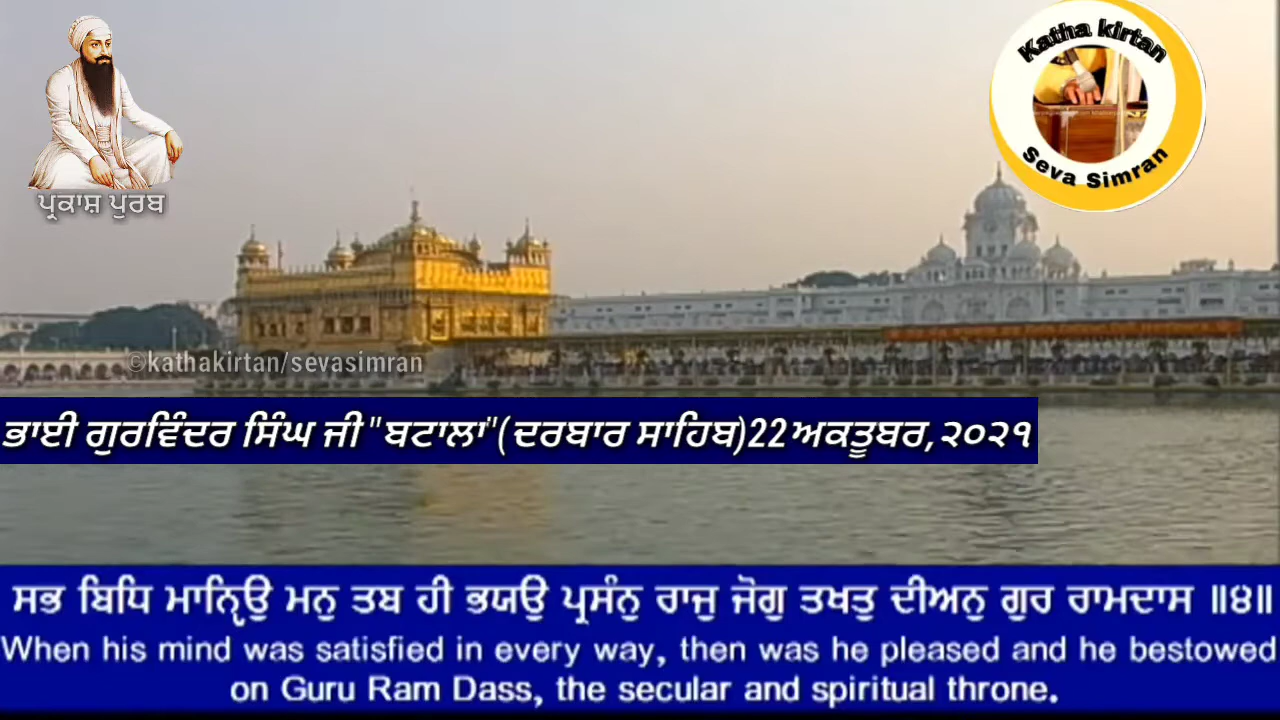 Katha kirtan
Seva Simran
ਪ੍ਰਕਾਸ਼ ਪੁਰਬ
©kathakirtan/sevasimran
ਭਾਈ ਗੁਰਵਿੰਦਰ ਸਿੰਘ ਜੀ "ਬਟਾਲਾ"(ਦਰਬਾਰ ਸਾਹਿਬ)22ਅਕਤੂਬਰ,੨੦੨੧
ਸਭ ਬਿਧਿ ਮਾਨ੍ਯ੍ਯਿਉ ਮਨੁ ਤਬ ਹੀ ਭਯਉ ਪ੍ਰਸੰਨੁ ਰਾਜੁ ਜੋਗੁ ਤਖਤੁ ਦੀਅਨੁ ਗੁਰ ਰਾਮਦਾਸ ॥੪॥
When his mind was satisfied in every way, then was he pleased and he bestowed
on Guru Ram Dass, the secular and spiritual throne.